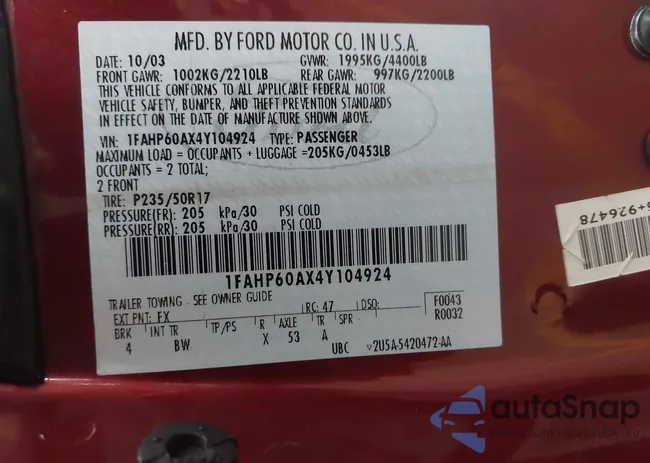 MFD. BY FORD MOTOR CO. IN U.S.A.
DATE: 10/03 GVWR: 1995KG/4400LB
FRONT GAWR: 1002KG/2210LB REAR GAWR: 997KG/2200LB
THIS VEHICLE CONFORMS TO ALL APPLICABLE FEDERAL MOTOR
VEHICLE SAFETY, BUMPER, AND THEFT PREVENTION STANDARDS
IN EFFECT ON THE DATE OF MANUFACTURE SHOWN ABOVE.
VIN: 1FAHP60AX4Y104924 TYPE: PASSENGER
MAXIMUM LOAD = OCCUPANTS + LUGGAGE =205KG/0453LB
OCCUPANTS = 2 TOTAL;
2 FRONT
TIRE: P235/50R17
PRESSURE(FR): 205 kPa/30 PSI COLD
PRESSURE(RR): 205 kPa/30 PSI COLD
1FAHP60AX4Y104924
TRAILER TOWING - SEE OWNER GUIDE
EXT PNT: FX RC: 47 DSO: F0043
BRK INT TR TP/PS R AXLE TR SPR R0032
4 BW X 53 A
UBC ▽2U5A-5420472-AA
6+926478
autoSnap